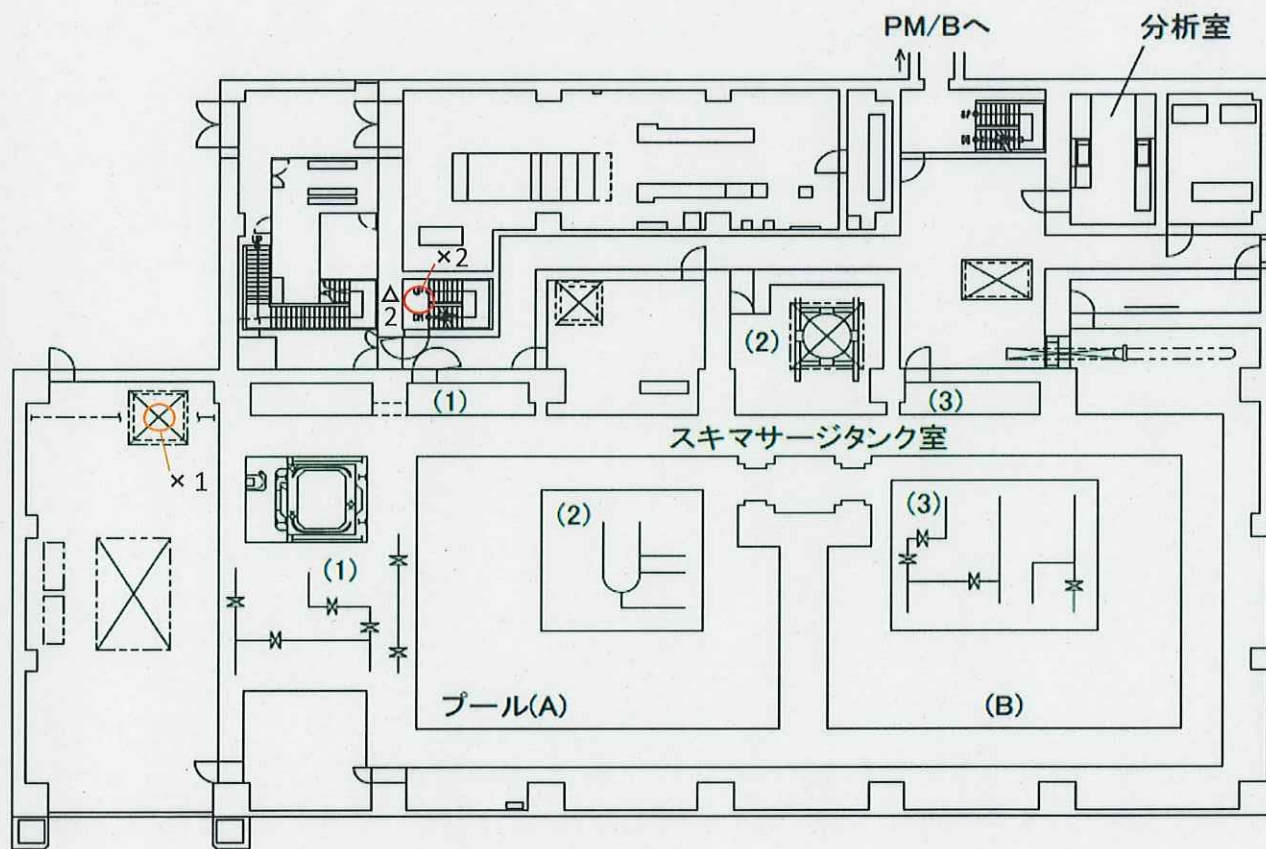 PM/Bへ
分析室
×2
△
2
(2)
(1)
(3)
スキマサージタンク室
×1
(2)
(3)
(1)
プール(A)
(B)